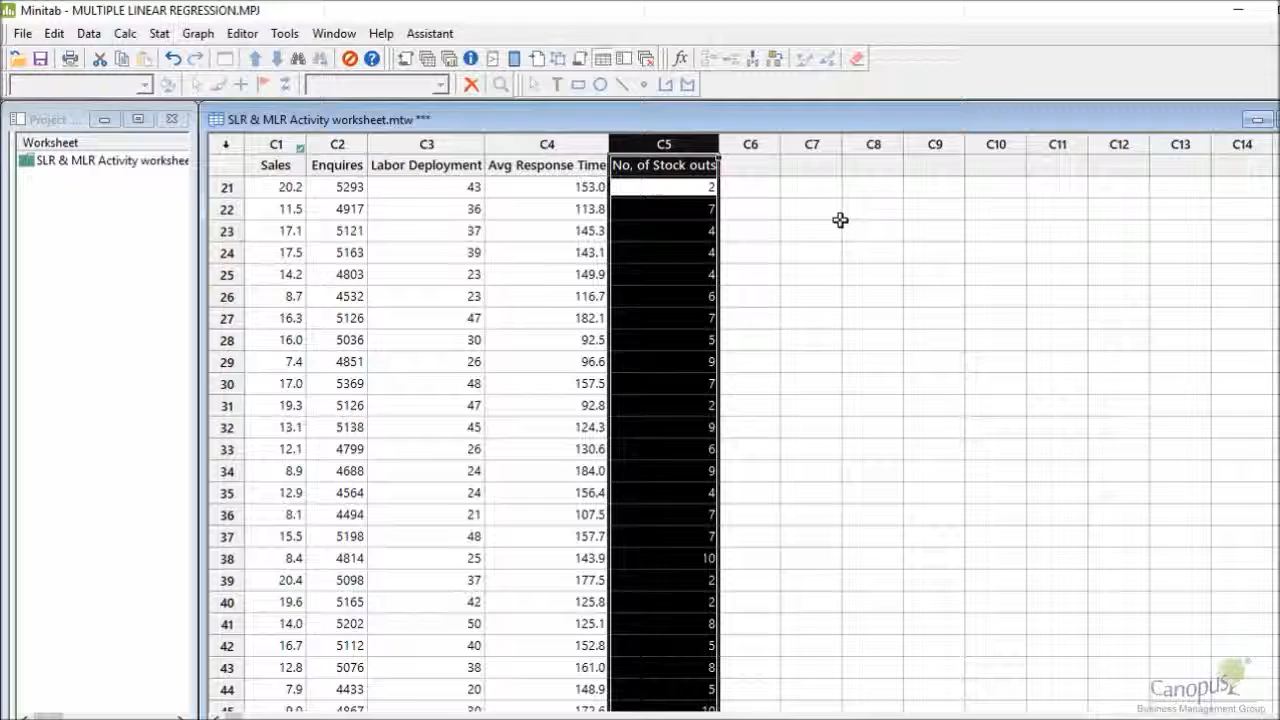 Minitab - MULTIPLE LINEAR REGRESSION.MPJ
File Edit Data Calc Stat Graph Editor Tools Window Help Assistant
Project ...
SLR & MLR Activity worksheet.mtw ***
Worksheet
SLR & MLR Activity workshee
C1 C2 C3 C4 C5 C6 C7 C8 C9 C10 C11 C12 C13 C14
Sales Enquires Labor Deployment Avg Response Time No, of Stock outs
21 20.2 43 153.0 2
22 11.5 4917 36 113.8 7
23 17.1 5121 37 145.3 4
24 17.5 39 143.1 4
25 14.2 4803 23 149.9 4
26 8.7 4532 23 116.7 6
27 16.3 5120 47 182.1 7
28 16.0 5036 30 92.5 5
29 7.4 4351 26 96.6 9
30 17.0 5369 48 157.5 7
31 19.3 5126 47 92.8 2
32 13.1 5138 45 124.3 9
33 12.1 4789 26 130.6 6
34 8.9 4688 24 184.0 9
35 12.9 4564 24 156.4 4
36 8.1 4494 21 107.5 7
37 15.5 5198 48 157.7 7
38 8.4 4814 25 143.9 10
39 20.4 37 177.5 2
40 42 125.8 2
41 14.0 5202 50 125.1 8
42 16.7 5112 40 152.8 5
43 12.8 5076 38 161.0 8
44 7.9 20 148.9 5
Business Management Group